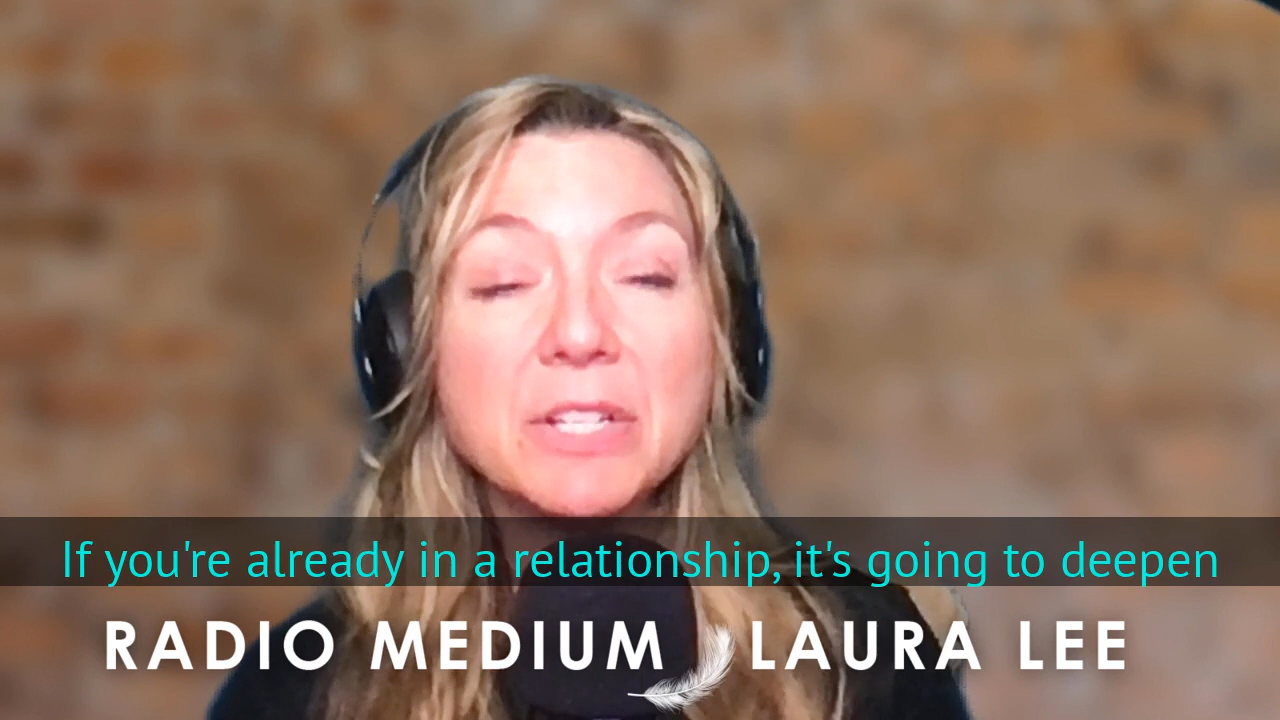 If you're already in a relationship, it's going to deepen
RADIO MEDIUM LAURA LEE